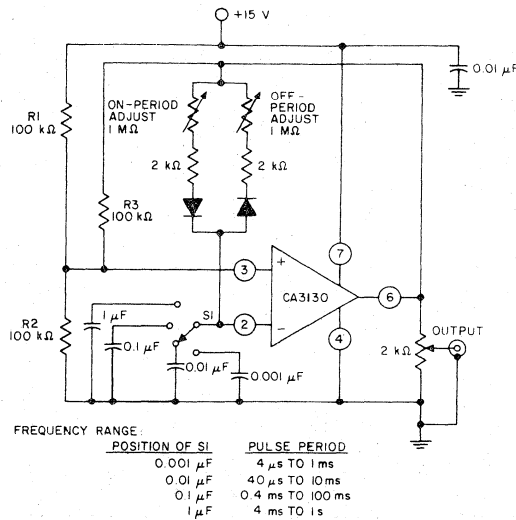 +15 V
0.01 µF
ON-PERIOD
ADJUST
1 MΩ
OFF-
PERIOD
ADJUST
1 MΩ
R1
100 kΩ
2 kΩ
2 kΩ
R3
100 kΩ
7
3
+
CA3130
6
R2
100 kΩ
1 µF
S1
2
−
4
OUTPUT
0.1 µF
2 kΩ
0.01 µF
0.001 µF
FREQUENCY RANGE:
POSITION OF S1 PULSE PERIOD
0.001 µF 4 µs TO 1 ms
0.01 µF 40 µs TO 10 ms
0.1 µF 0.4 ms TO 100 ms
1 µF 4 ms TO 1 s